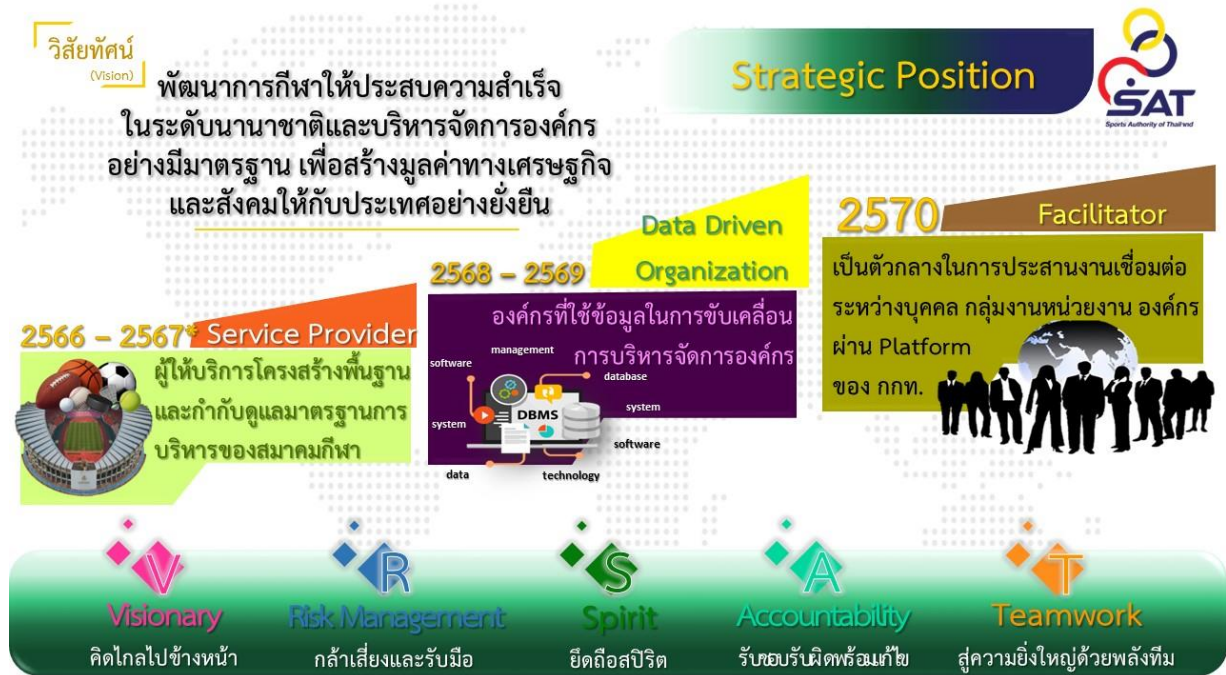 วิสัยทัศน์
(Vision)
พัฒนาการกีฬาให้ประสบความสำเร็จ
ในระดับนานาชาติและบริหารจัดการองค์กร
อย่างมีมาตรฐาน เพื่อสร้างมูลค่าทางเศรษฐกิจ
และสังคมให้กับประเทศอย่างยั่งยืน
Strategic Position
SAT
Sports Authority of Thailand
2566 – 2567* Service Provider
ผู้ให้บริการโครงสร้างพื้นฐาน
และกำกับดูแลมาตรฐานการ
บริหารของสมาคมกีฬา
2568 – 2569
Data Driven
Organization
องค์กรที่ใช้ข้อมูลในการขับเคลื่อน
การบริหารจัดการองค์กร
management
software
database
DBMS
system
system
software
data
technology
2570
Facilitator
เป็นตัวกลางในการประสานงานเชื่อมต่อ
ระหว่างบุคคล กลุ่มงานหน่วยงาน องค์กร
ผ่าน Platform
ของ กกท.
V
Visionary
คิดไกลไปข้างหน้า
R
Risk Management
กล้าเสี่ยงและรับมือ
S
Spirit
ยึดถือสปิริต
A
Accountability
รับชอบรับผิดพร้อมแก้ไข
T
Teamwork
สู่ความยิ่งใหญ่ด้วยพลังทีม